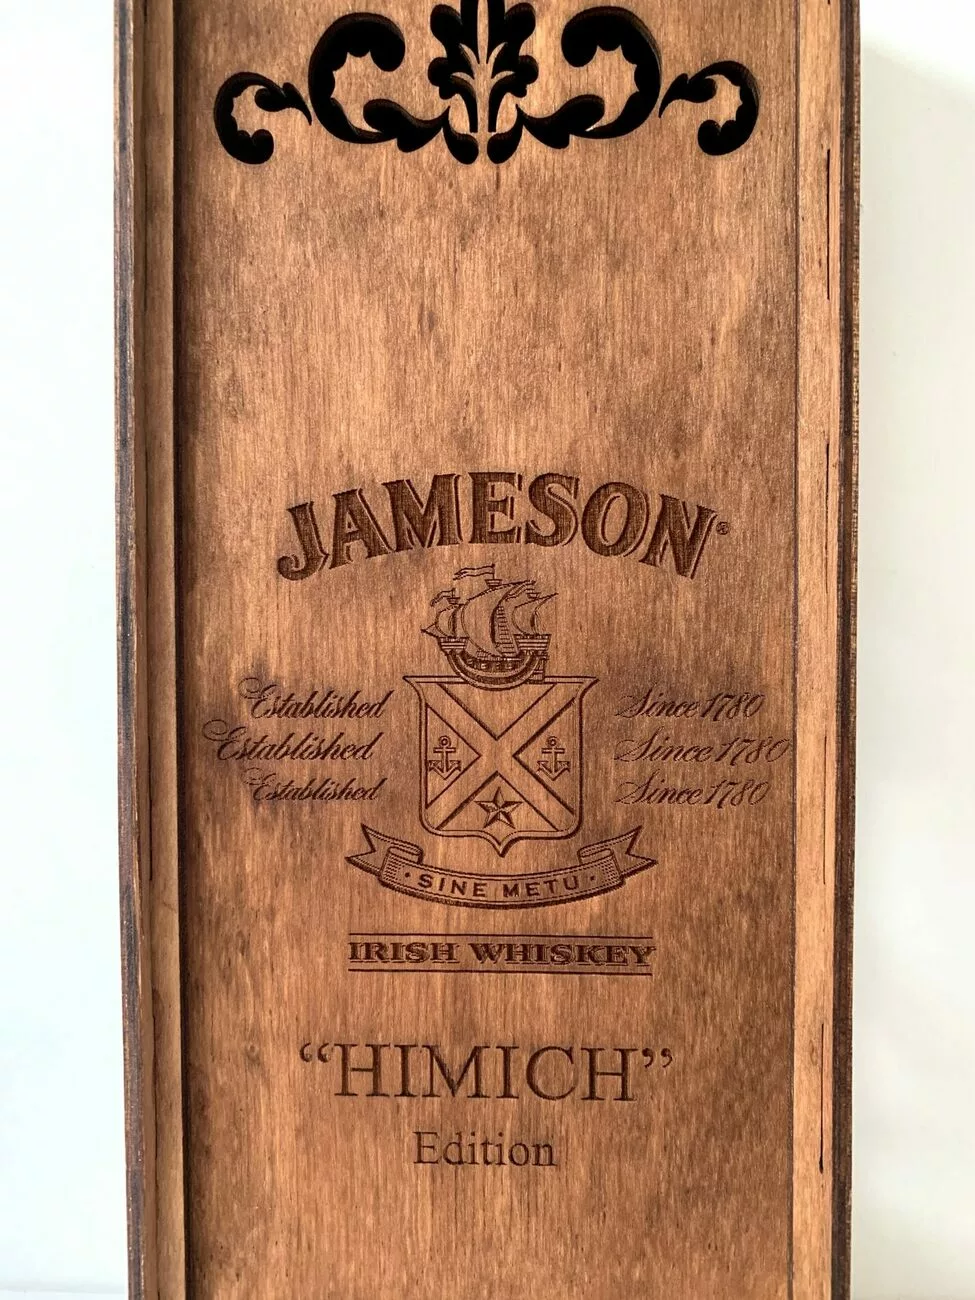 JAMESON®
Established Since 1780
Established Since 1780
Established Since 1780
· SINE METU ·
IRISH WHISKEY
“HIMICH”
Edition